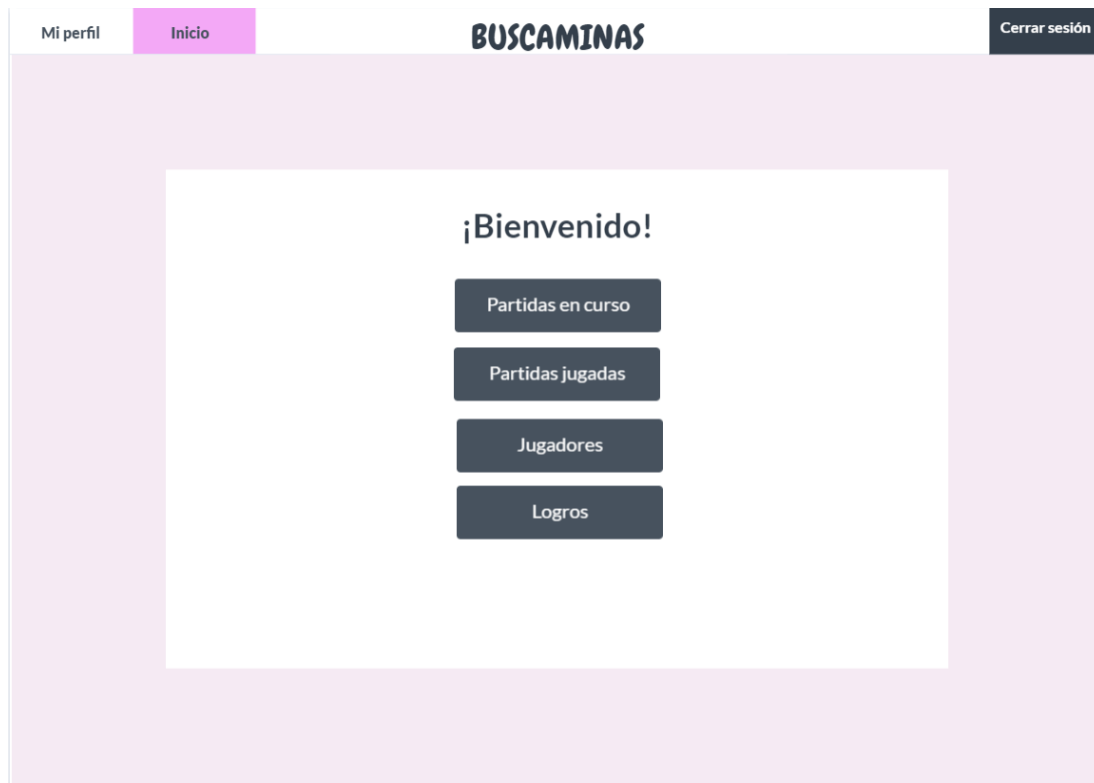 Mi perfil
Inicio
BUSCAMINAS
Cerrar sesión
¡Bienvenido!
Partidas en curso
Partidas jugadas
Jugadores
Logros